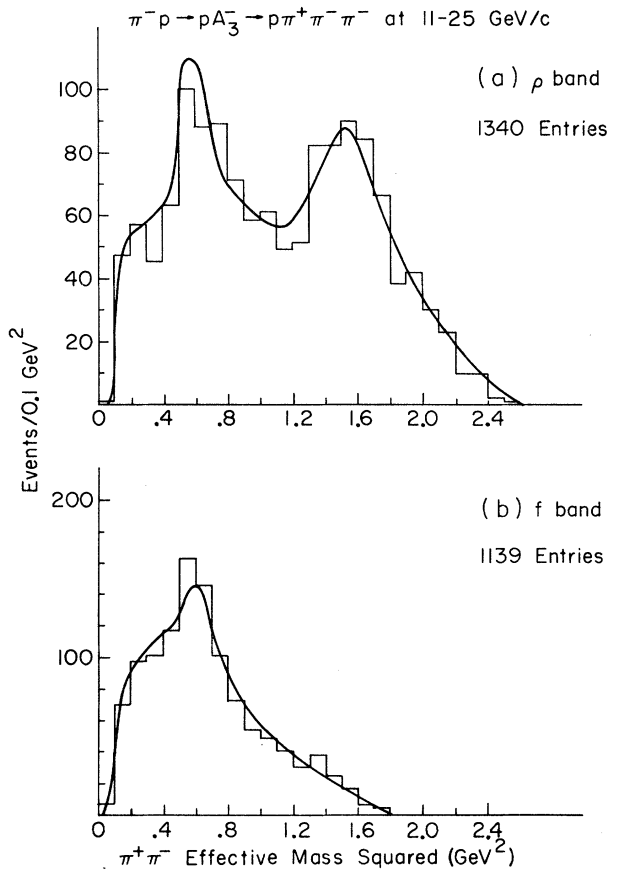 π⁻p → pA₃⁻ → pπ⁺π⁻π⁻ at 11-25 GeV/c
(a) ρ band
1340 Entries
100
80
60
40
20
0 .4 .8 1.2 1.6 2.0 2.4
Events/0.1 GeV²
(b) f band
1139 Entries
200
100
0 .4 .8 1.2 1.6 2.0 2.4
π⁺π⁻ Effective Mass Squared (GeV²)